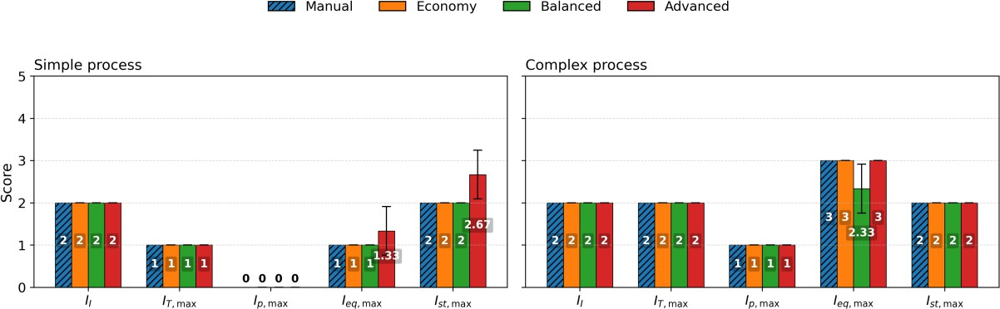 Manual Economy Balanced Advanced
Simple process
Complex process
Score
5
4
3
2
1
0
2 2 2 2
1 1 1 1
0 0 0 0
1 1 1 1.33
2 2 2 2.67
2 2 2 2
2 2 2 2
1 1 1 1
3 3 2.33 3
2 2 2 2
I_I I_T,max I_p,max I_eq,max I_st,max
I_I I_T,max I_p,max I_eq,max I_st,max